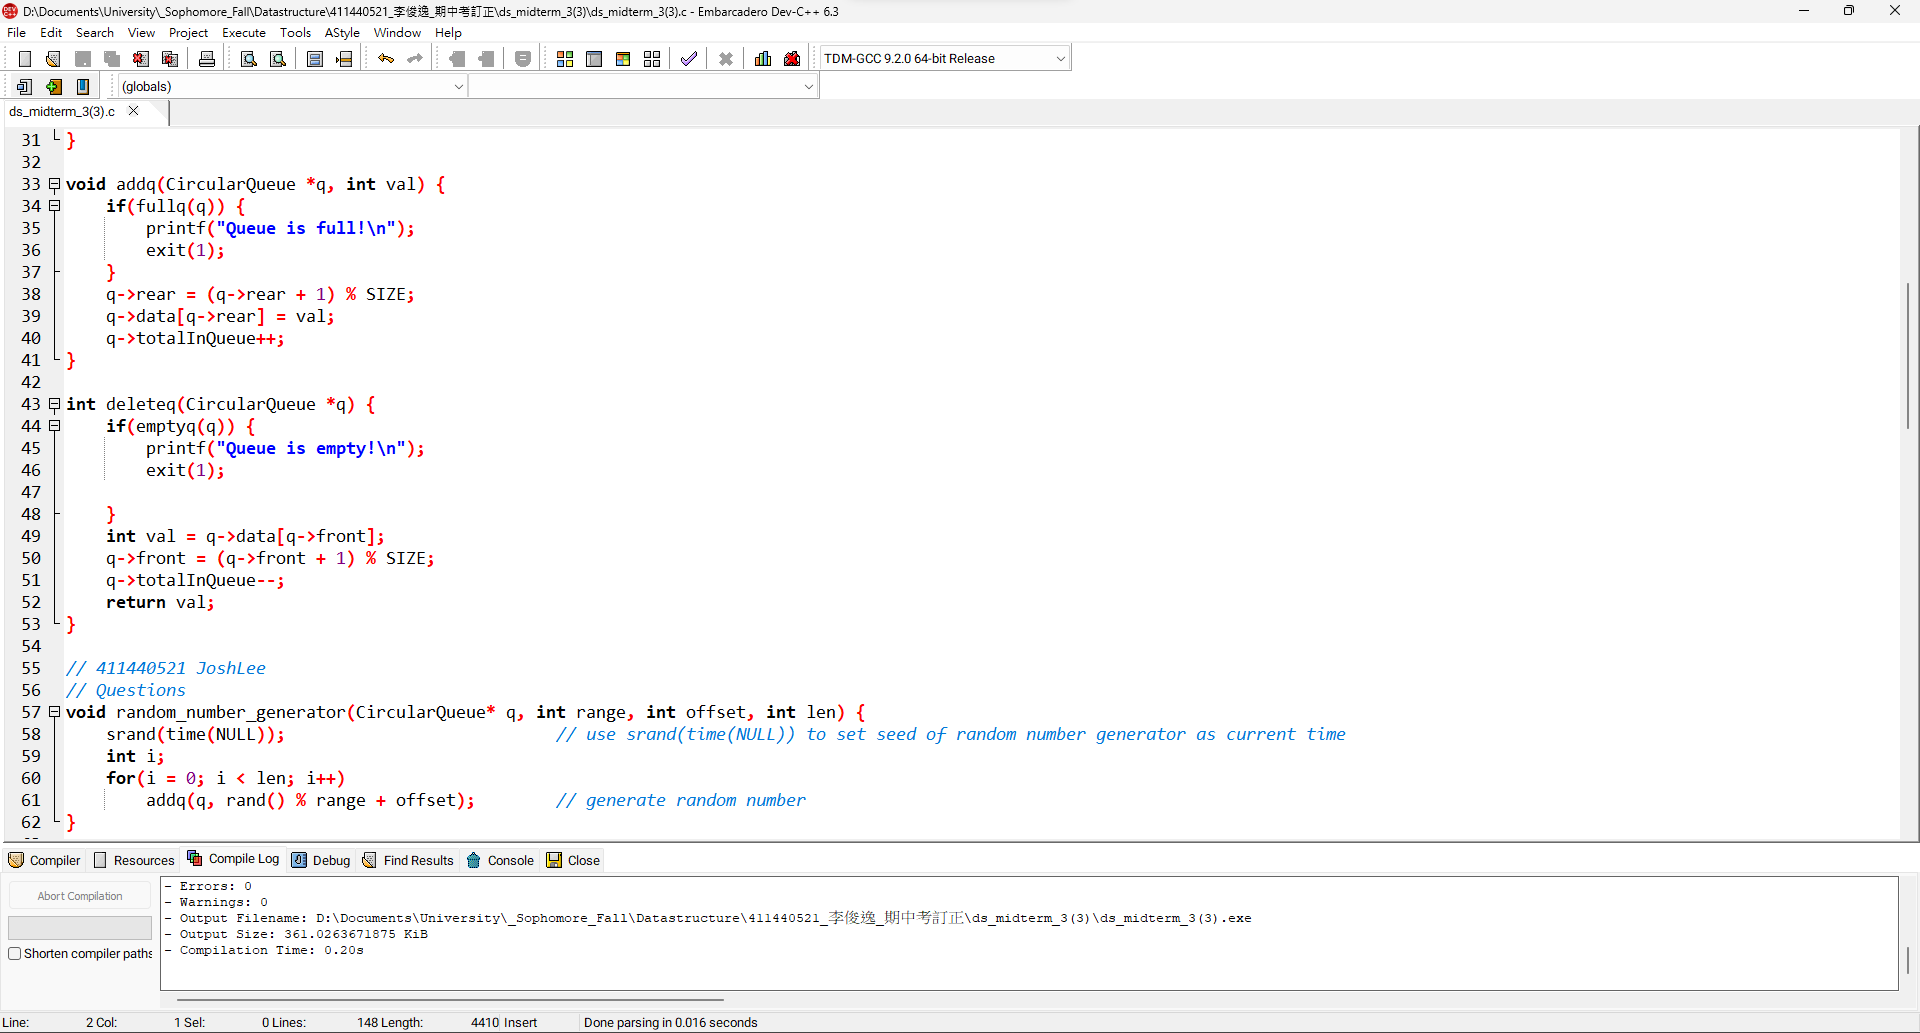 D:\Documents\University\_Sophomore_Fall\Datastructure\411440521_李俊逸_期中考訂正\ds_midterm_3(3)\ds_midterm_3(3).c - Embarcadero Dev-C++ 6.3
File Edit Search View Project Execute Tools AStyle Window Help
TDM-GCC 9.2.0 64-bit Release
(globals)
ds_midterm_3(3).c
31 }
32
33 void addq(CircularQueue *q, int val) {
34     if(fullq(q)) {
35         printf("Queue is full!\n");
36         exit(1);
37     }
38     q->rear = (q->rear + 1) % SIZE;
39     q->data[q->rear] = val;
40     q->totalInQueue++;
41 }
42
43 int deleteq(CircularQueue *q) {
44     if(emptyq(q)) {
45         printf("Queue is empty!\n");
46         exit(1);
47
48     }
49     int val = q->data[q->front];
50     q->front = (q->front + 1) % SIZE;
51     q->totalInQueue--;
52     return val;
53 }
54
55 // 411440521 JoshLee
56 // Questions
57 void random_number_generator(CircularQueue* q, int range, int offset, int len) {
58     srand(time(NULL)); // use srand(time(NULL)) to set seed of random number generator as current time
59     int i;
60     for(i = 0; i < len; i++)
61         addq(q, rand() % range + offset); // generate random number
62 }
Compiler Resources Compile Log Debug Find Results Console Close
Abort Compilation
Shorten compiler paths
- Errors: 0
- Warnings: 0
- Output Filename: D:\Documents\University\_Sophomore_Fall\Datastructure\411440521_李俊逸_期中考訂正\ds_midterm_3(3)\ds_midterm_3(3).exe
- Output Size: 361.0263671875 KiB
- Compilation Time: 0.20s
Line: 2 Col: 1 Sel: 0 Lines: 148 Length: 4410 Insert Done parsing in 0.016 seconds